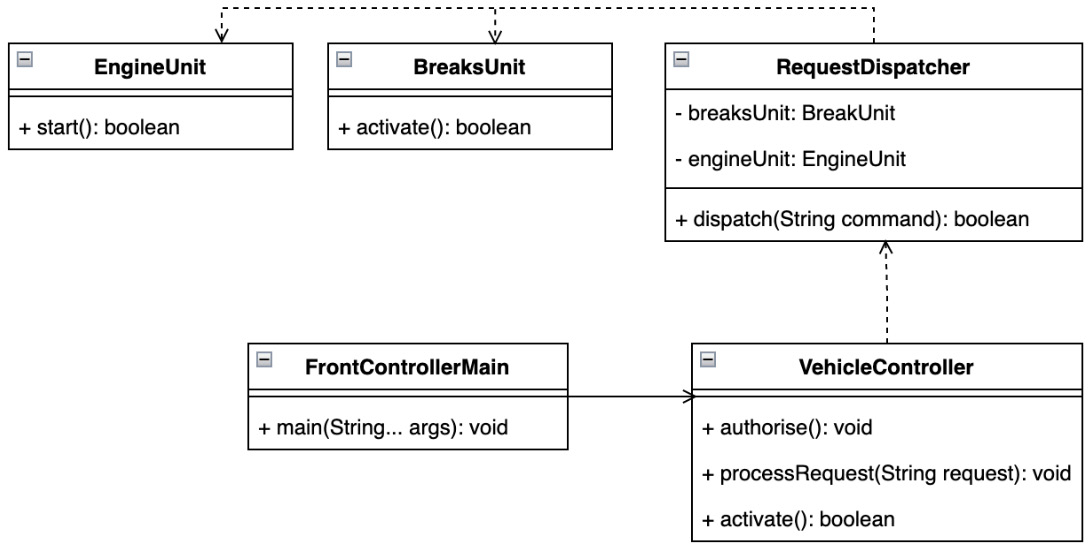 EngineUnit
+ start(): boolean
BreaksUnit
+ activate(): boolean
RequestDispatcher
- breaksUnit: BreakUnit
- engineUnit: EngineUnit
+ dispatch(String command): boolean
FrontControllerMain
+ main(String... args): void
VehicleController
+ authorise(): void
+ processRequest(String request): void
+ activate(): boolean